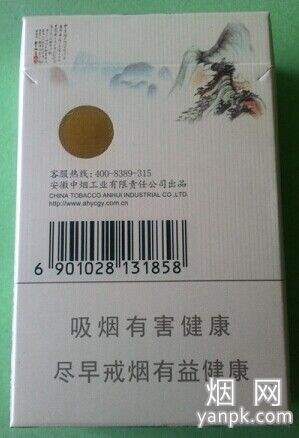 客服热线:400-8389-315
安徽中烟工业有限责任公司出品
CHINA TOBACCO ANHUI INDUSTRIAL CO.,LTD.
http://www.ahycgy.com.cn
6 901028 131858
吸烟有害健康
尽早戒烟有益健康
烟网
yanpk.com